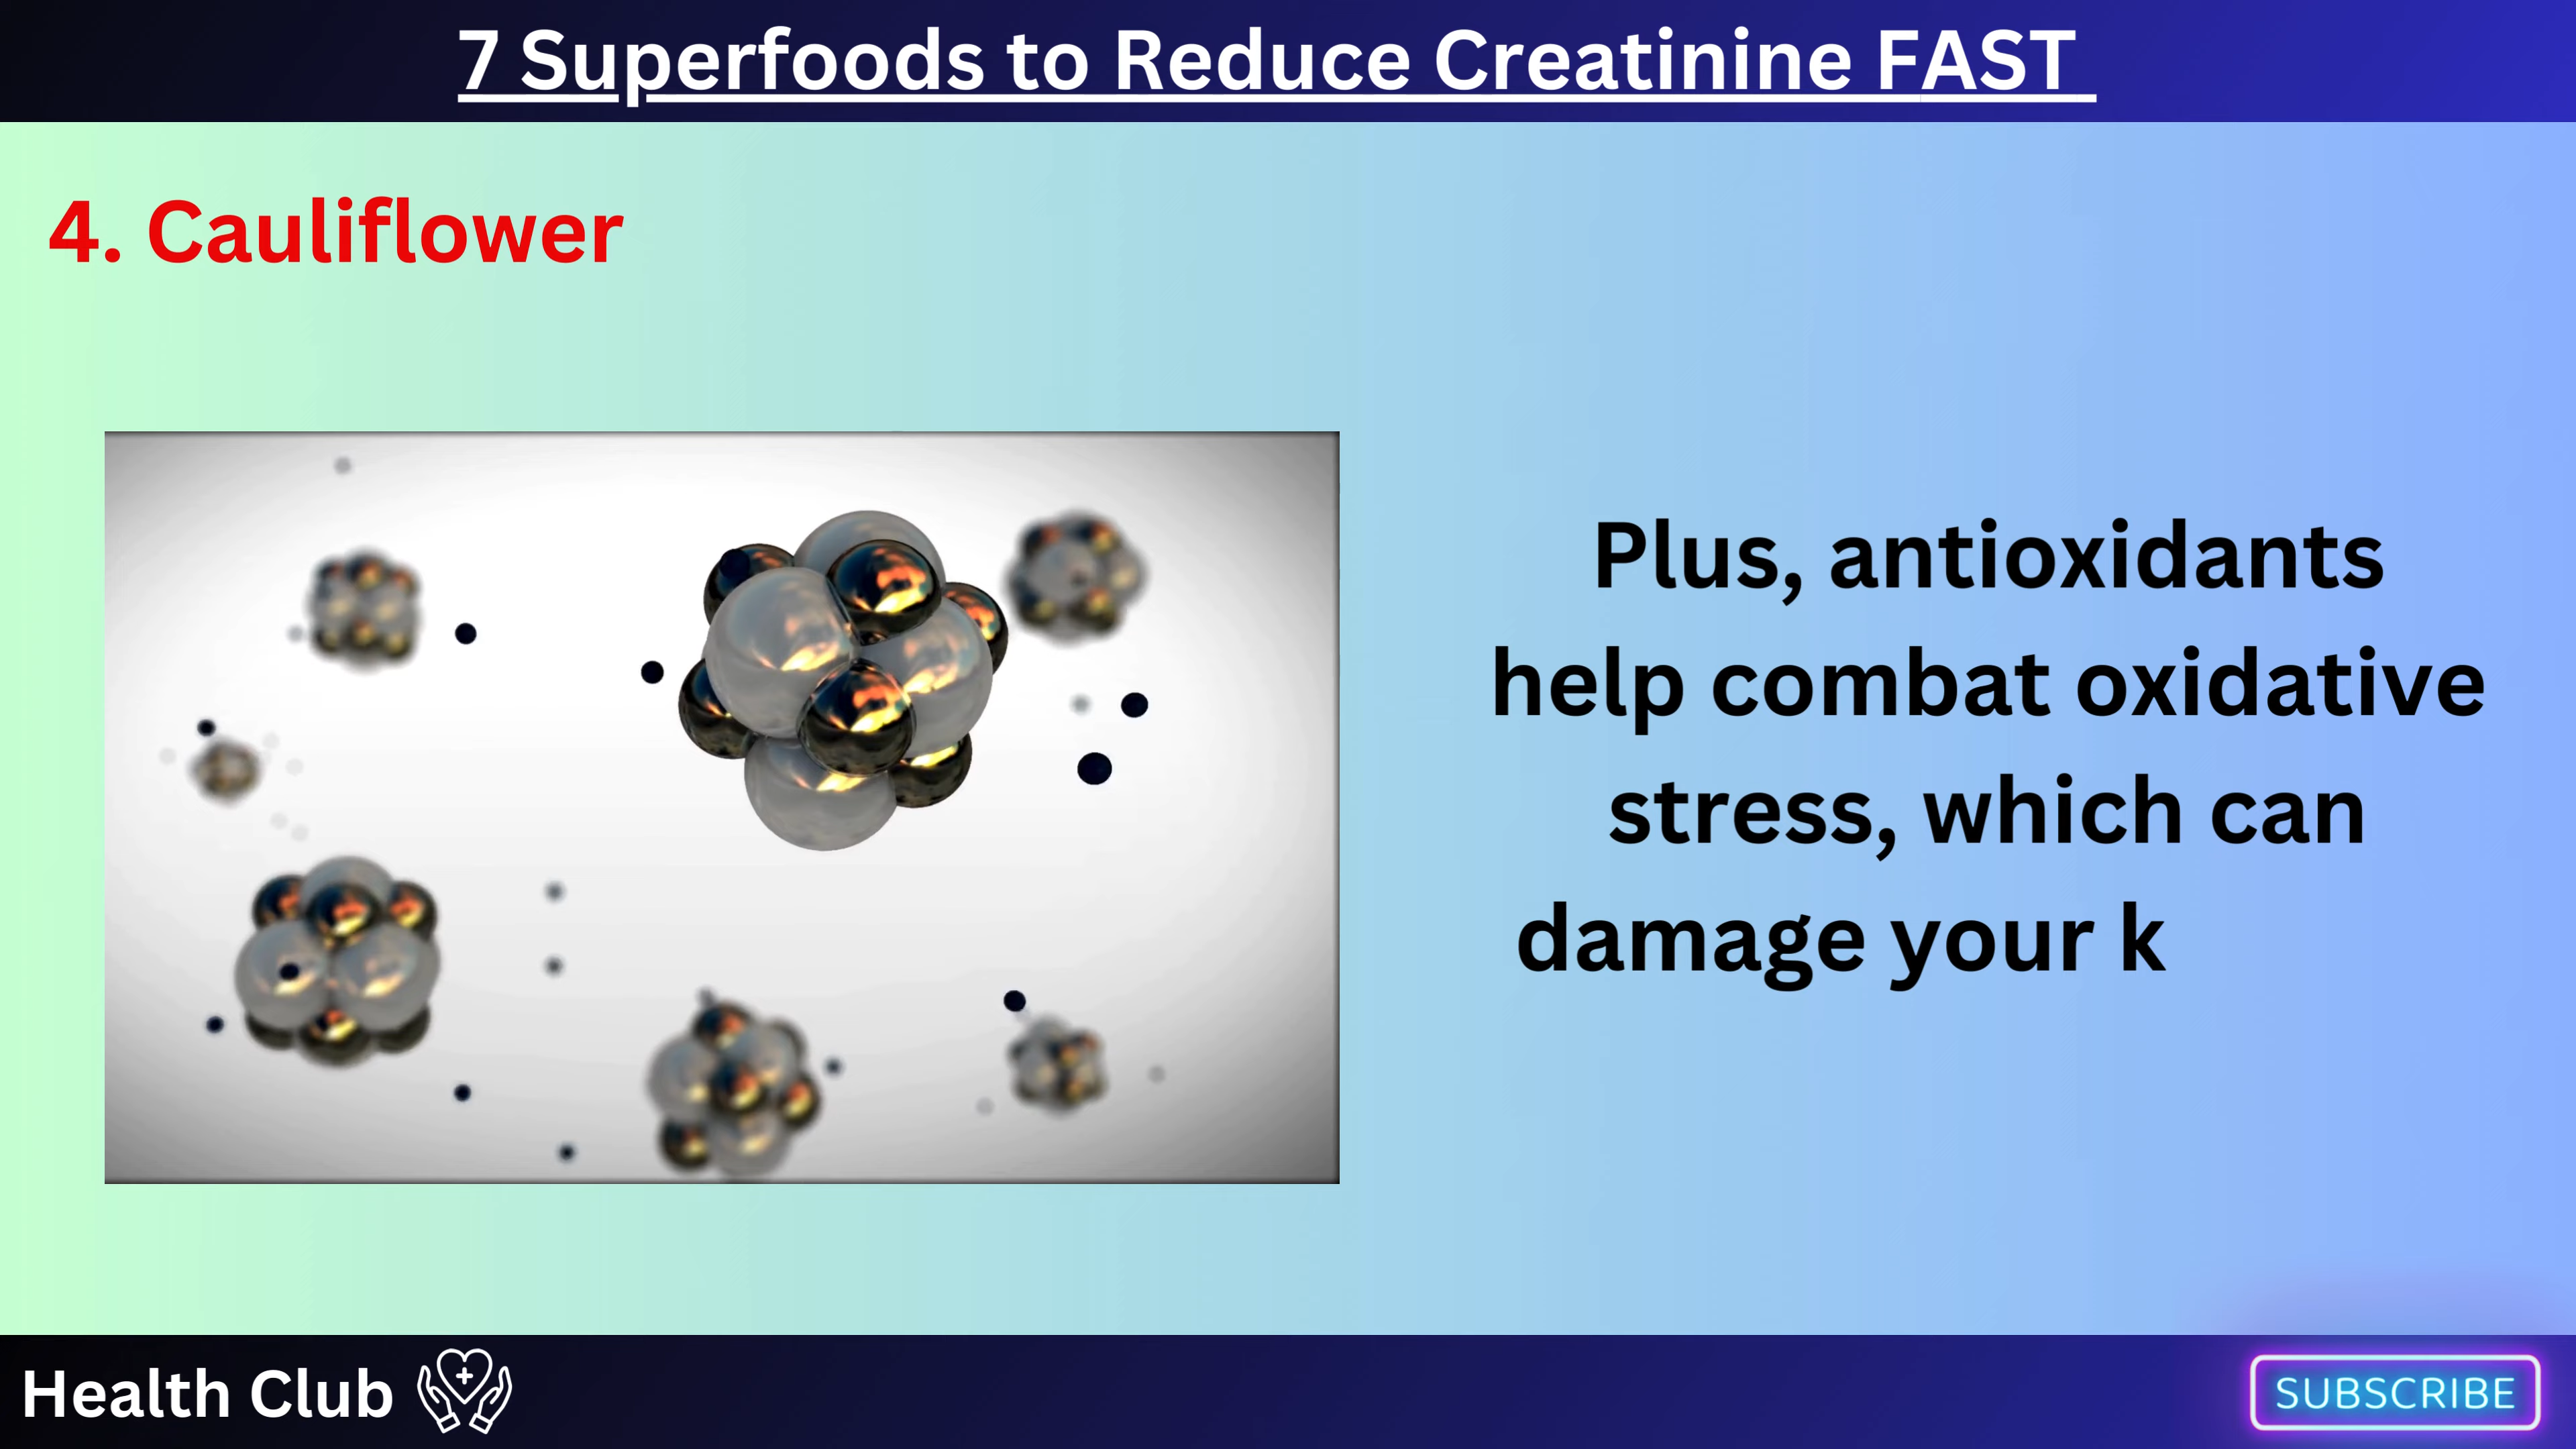 7 Superfoods to Reduce Creatinine FAST
4. Cauliflower
Plus, antioxidants
help combat oxidative
stress, which can
damage your k
Health Club
SUBSCRIBE